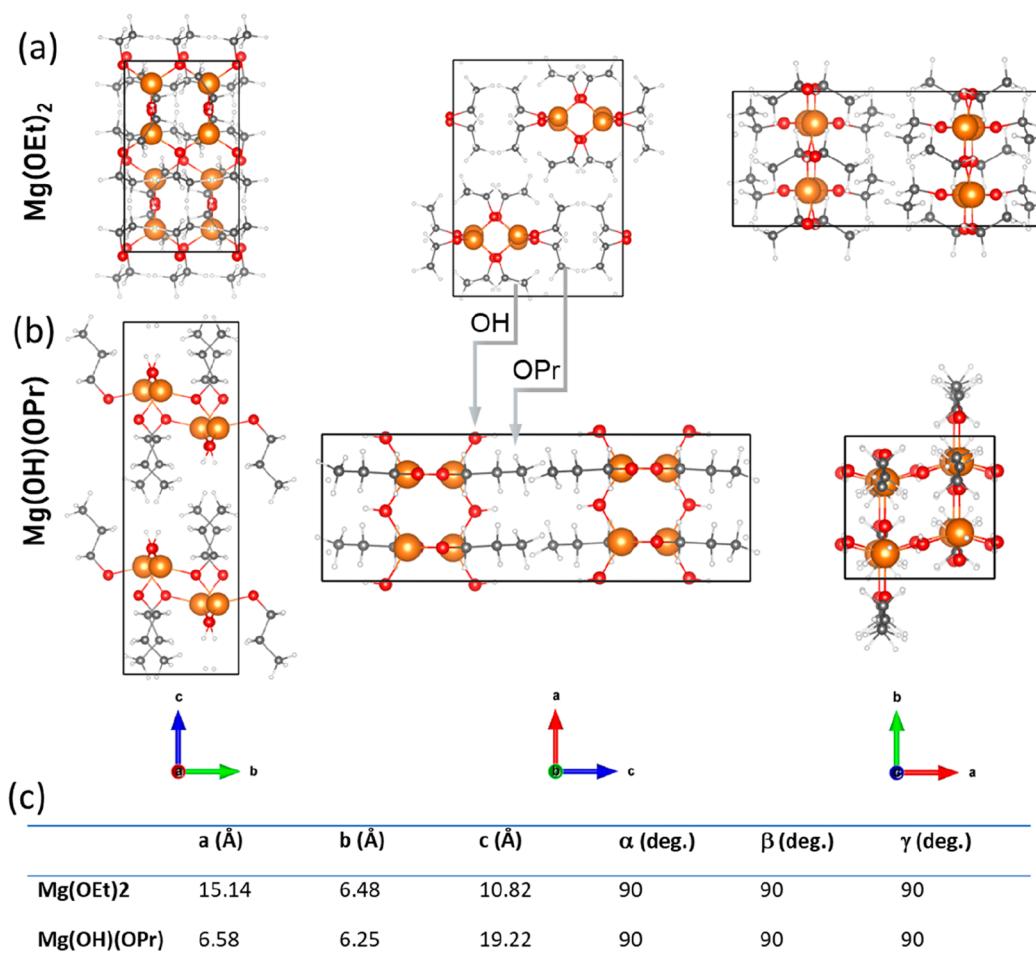 (a)
Mg(OEt)2
OH
OPr
(b)
Mg(OH)(OPr)
c
a
b
a
b
c
b
c
a
(c)
a (Å) b (Å) c (Å) α (deg.) β (deg.) γ (deg.)
Mg(OEt)2 15.14 6.48 10.82 90 90 90
Mg(OH)(OPr) 6.58 6.25 19.22 90 90 90